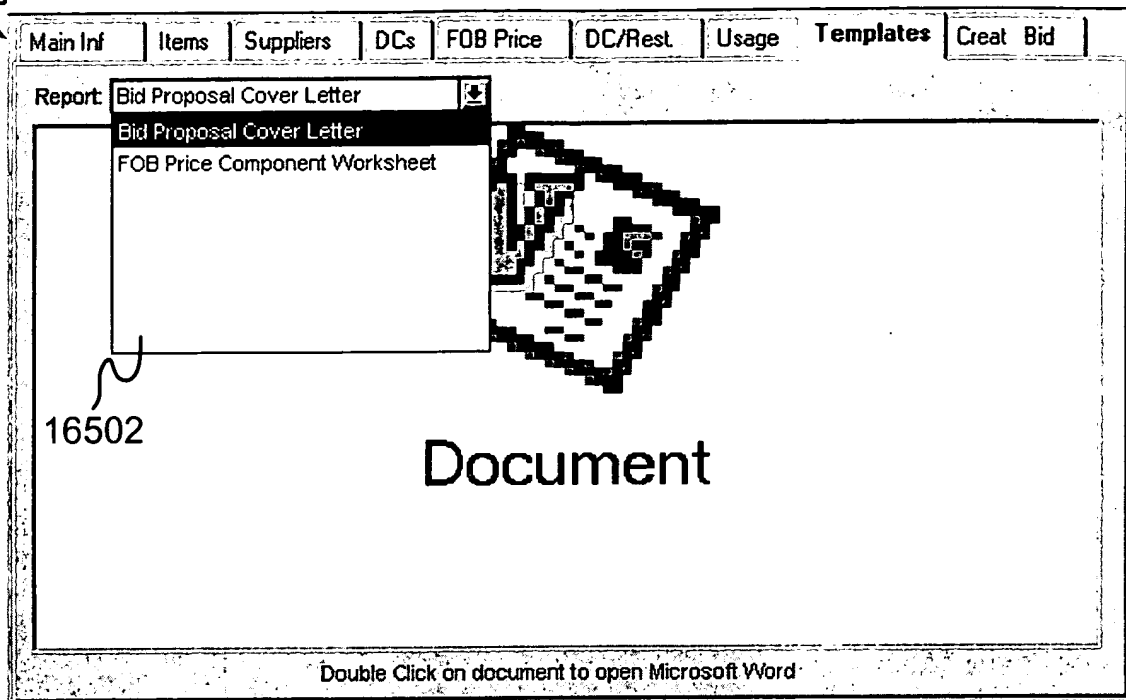 Main Inf Items Suppliers DCs FOB Price DC/Rest. Usage Templates Creat Bid
Report: Bid Proposal Cover Letter
Bid Proposal Cover Letter
FOB Price Component Worksheet
16502
Document
Double Click on document to open Microsoft Word